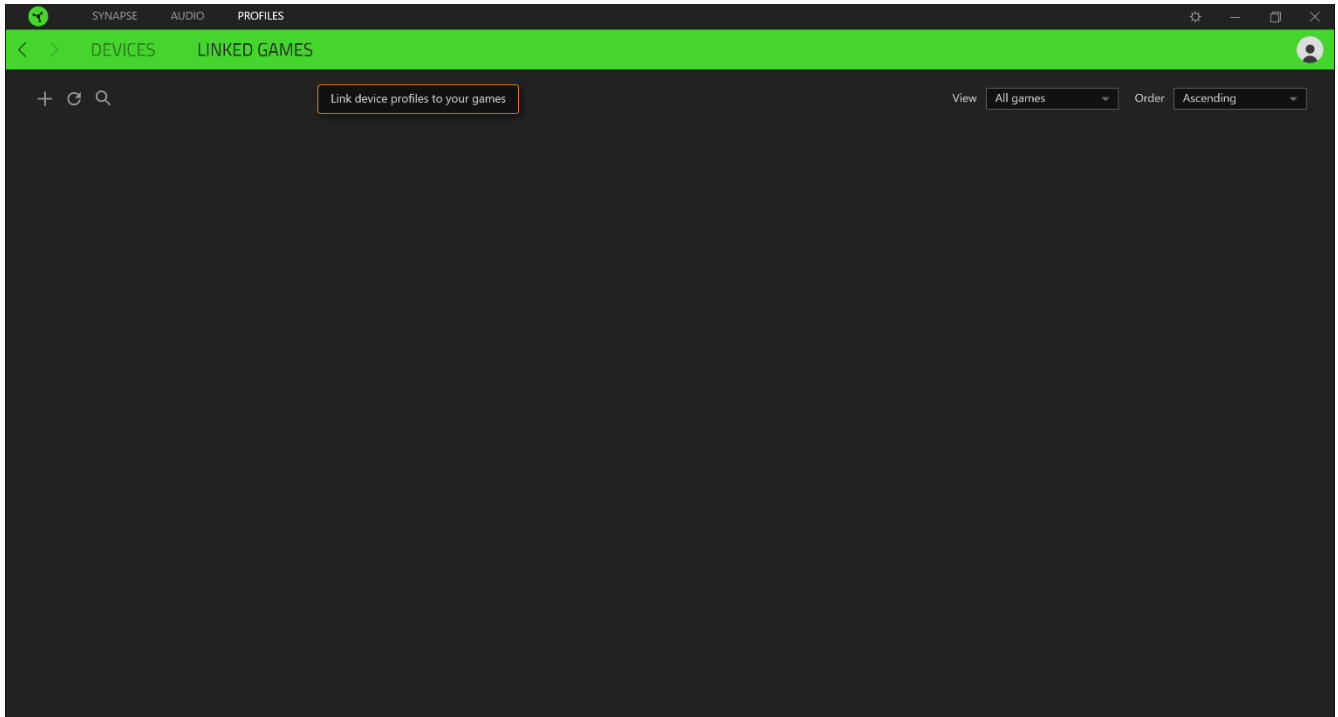 SYNAPSE AUDIO PROFILES
DEVICES LINKED GAMES
Link device profiles to your games View All games Order Ascending